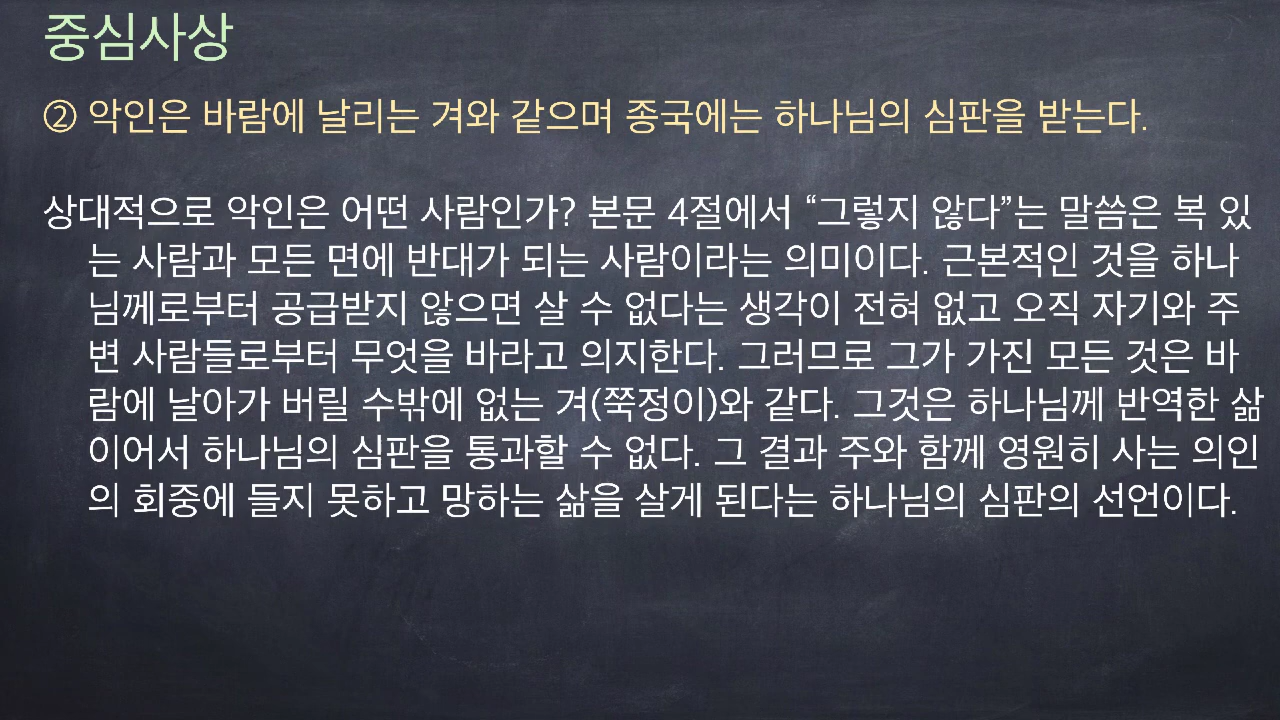 중심사상
② 악인은 바람에 날리는 겨와 같으며 종국에는 하나님의 심판을 받는다.
상대적으로 악인은 어떤 사람인가? 본문 4절에서 “그렇지 않다”는 말씀은 복 있
는 사람과 모든 면에 반대가 되는 사람이라는 의미이다. 근본적인 것을 하나
님께로부터 공급받지 않으면 살 수 없다는 생각이 전혀 없고 오직 자기와 주
변 사람들로부터 무엇을 바라고 의지한다. 그러므로 그가 가진 모든 것은 바
람에 날아가 버릴 수밖에 없는 겨(쭉정이)와 같다. 그것은 하나님께 반역한 삶
이어서 하나님의 심판을 통과할 수 없다. 그 결과 주와 함께 영원히 사는 의인
의 회중에 들지 못하고 망하는 삶을 살게 된다는 하나님의 심판의 선언이다.